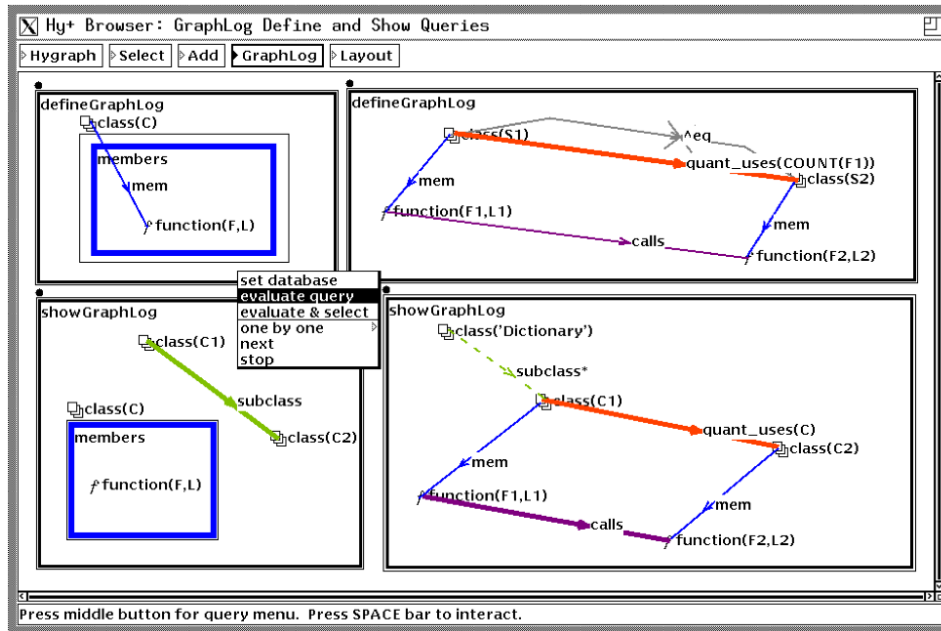 Hy+ Browser: GraphLog Define and Show Queries
Hygraph Select Add GraphLog Layout
defineGraphLog
class(C)
members
mem
function(F,L)
defineGraphLog
class(S1)
^eq
quant_uses(COUNT(F1))
class(S2)
mem
function(F1,L1)
mem
calls
function(F2,L2)
set database
evaluate query
evaluate & select
one by one
next
stop
showGraphLog
class(C1)
subclass
class(C)
class(C2)
members
function(F,L)
showGraphLog
class('Dictionary')
subclass*
class(C1)
quant_uses(C)
class(C2)
mem
function(F1,L1)
mem
calls
function(F2,L2)
Press middle button for query menu. Press SPACE bar to interact.